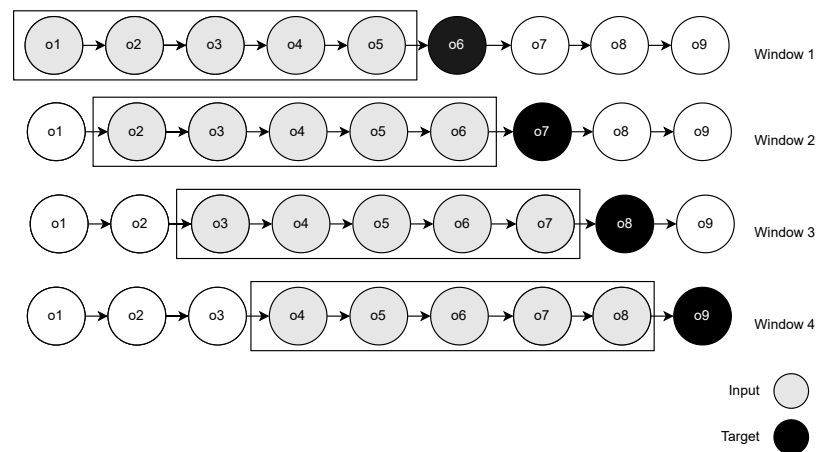 o1 o2 o3 o4 o5 o6 o7 o8 o9 Window 1
o1 o2 o3 o4 o5 o6 o7 o8 o9 Window 2
o1 o2 o3 o4 o5 o6 o7 o8 o9 Window 3
o1 o2 o3 o4 o5 o6 o7 o8 o9 Window 4
Input
Target